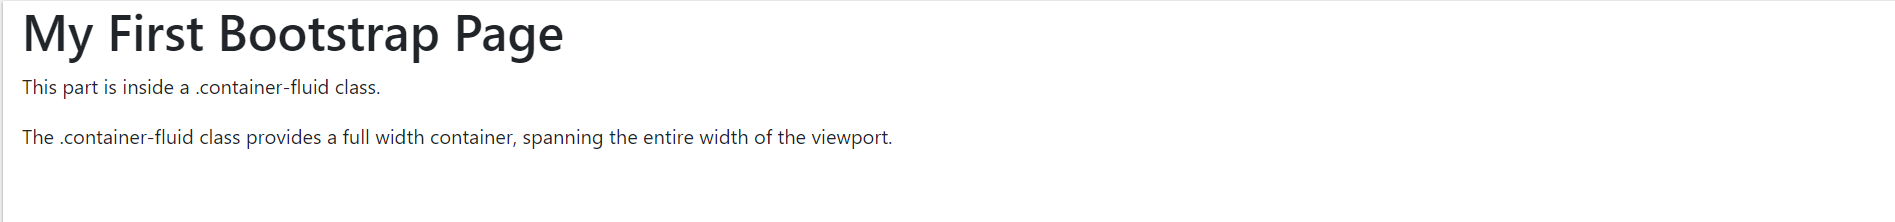 My First Bootstrap Page
This part is inside a .container-fluid class.
The .container-fluid class provides a full width container, spanning the entire width of the viewport.